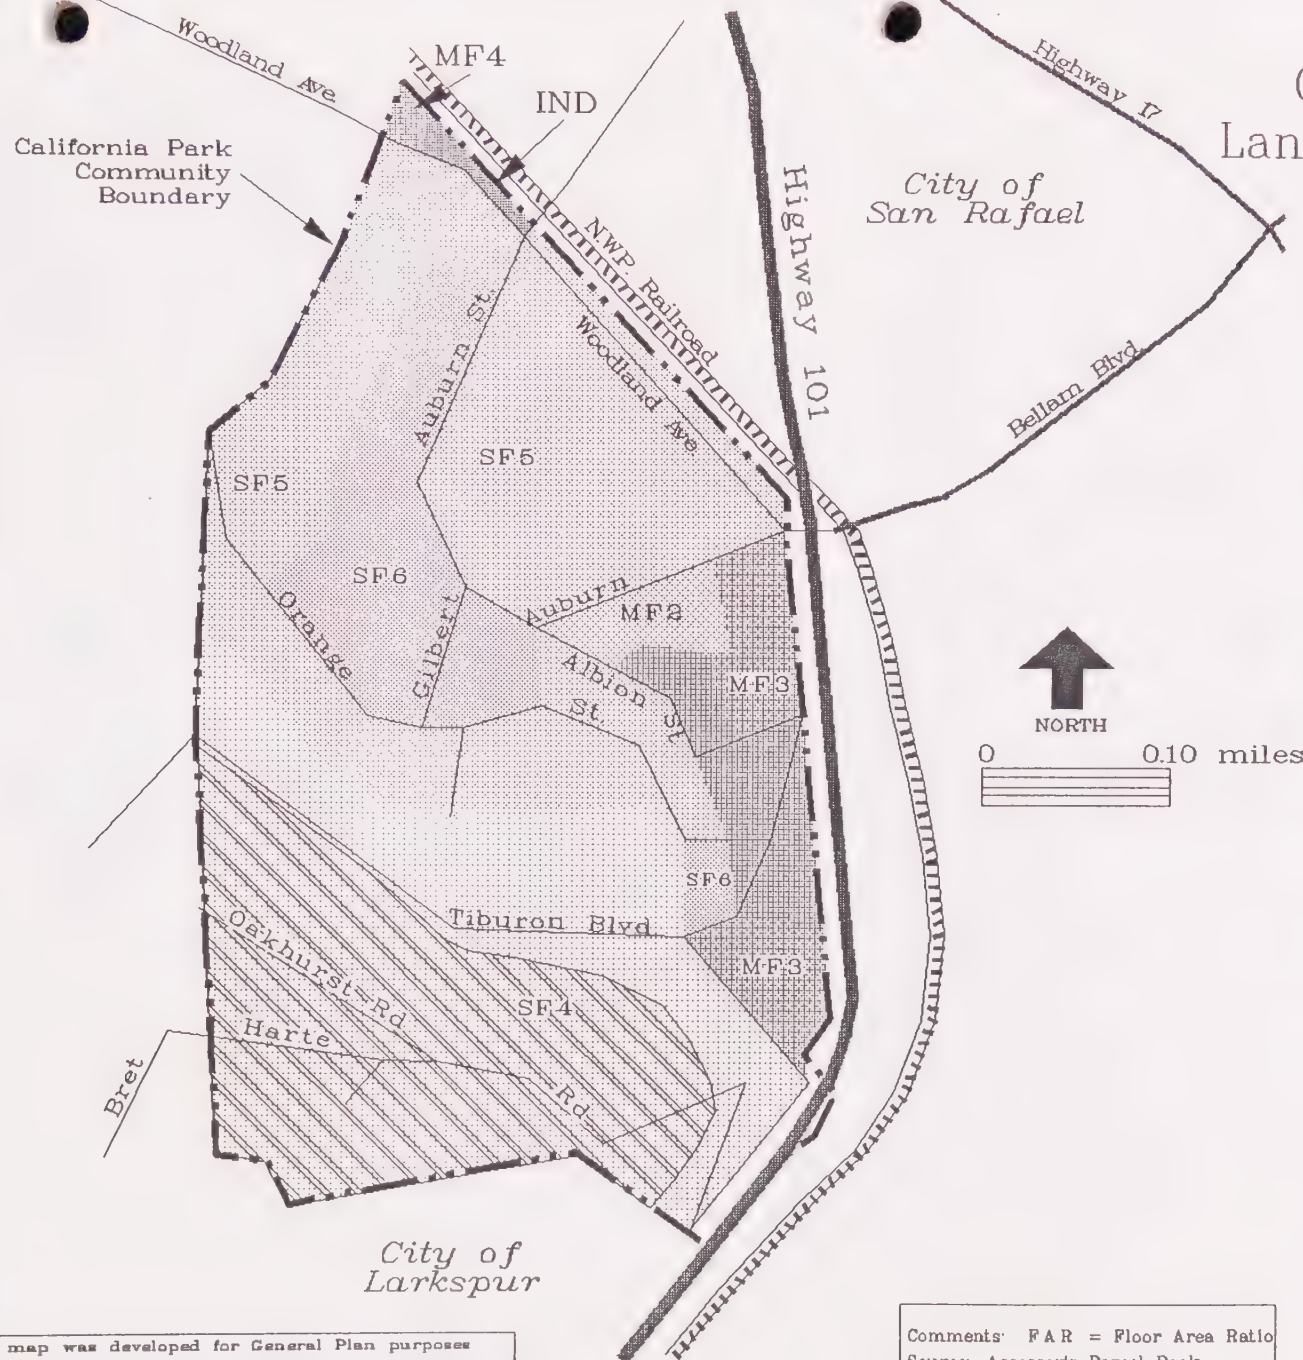 Woodland Ave
MF4
IND
California Park
Community
Boundary
Highway 17
Lan
City of
San Rafael
Highway 101
N.W.P. Railroad
Woodland Ave
Auburn St.
Bellam Blvd
SF5
SF5
SF6
Orange
Gilbert
Auburn
MF2
Albion St
St.
MF3
NORTH
0 0.10 miles
SF6
Tiburon Blvd
MF3
Oakhurst Rd
SF4
Bret
Harte
Rd
City of
Larkspur
map was developed for General Plan purposes
Comments: FAR = Floor Area Ratio